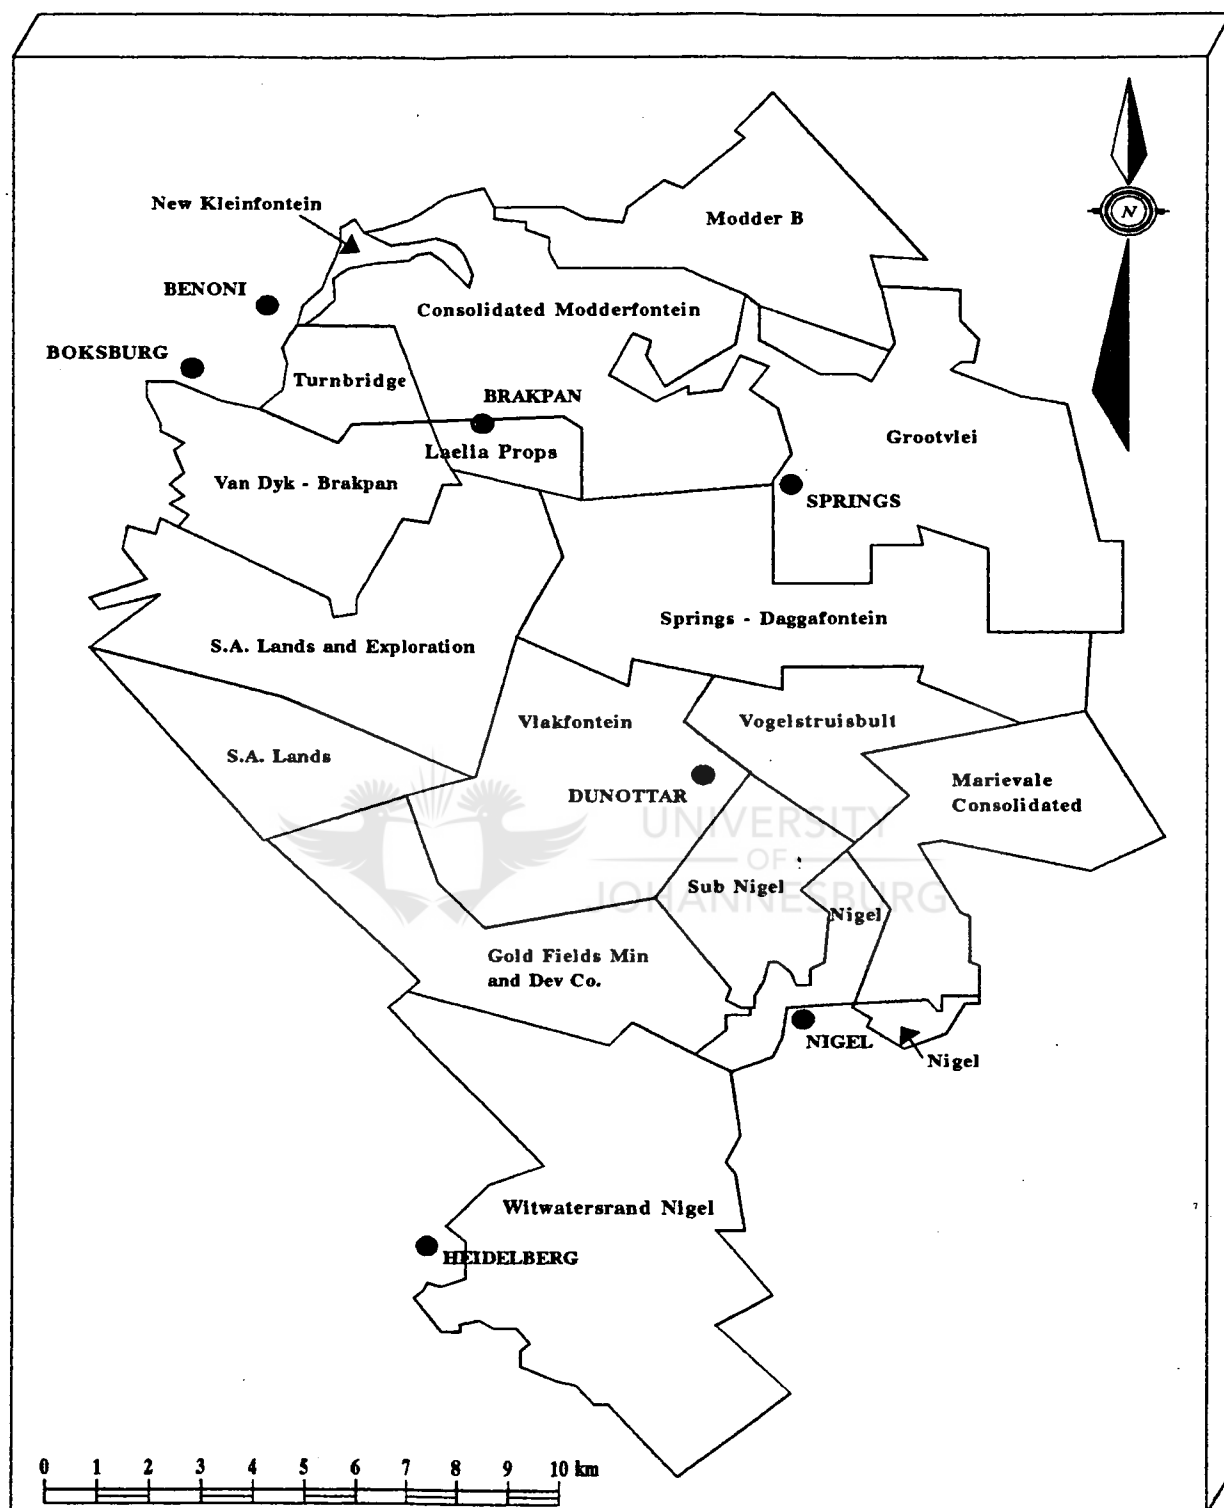 N
New Kleinfontein
Modder B
BENONI
Consolidated Modderfontein
BOKSBURG
Turnbridge
BRAKPAN
Grootvlei
Laelia Props
Van Dyk - Brakpan
SPRINGS
Springs - Daggafontein
S.A. Lands and Exploration
Vlakfontein
Vogelstruisbult
S.A. Lands
Marievale
Consolidated
DUNOTTAR
UNIVERSITY
OF
JOHANNESBURG
Sub Nigel
Nigel
Gold Fields Min
and Dev Co.
NIGEL
Nigel
Witwatersrand Nigel
HEIDELBERG
0 1 2 3 4 5 6 7 8 9 10 km